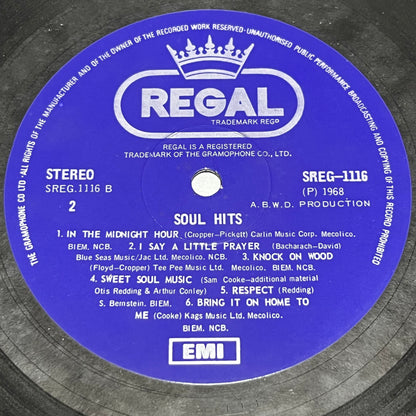 THE GRAMOPHONE CO LTD·ALL RIGHTS OF THE MANUFACTURER AND OF THE OWNER OF THE RECORDED WORK RESERVED·UNAUTHORISED PUBLIC PERFORMANCE BROADCASTING AND COPYING OF THIS RECORD PROHIBITED
REGAL
TRADEMARK REGD
REGAL IS A REGISTERED
TRADEMARK OF THE GRAMOPHONE CO., LTD.
STEREO
SREG.1116 B
2
SREG–1116
(P) 1968
A.B.W.D. PRODUCTION
SOUL HITS
1. IN THE MIDNIGHT HOUR (Cropper-Pickett) Carlin Music Corp. Mecolico.
BIEM, NCB. 2. I SAY A LITTLE PRAYER (Bacharach—David)
Blue Seas Music/Jac Ltd. Mecolico. NCB. 3. KNOCK ON WOOD
(Floyd—Cropper) Tee Pee Music Ltd. Mecolico. BIEM. NCB.
4. SWEET SOUL MUSIC (Sam Cooke—additional material
Otis Redding & Arthur Conley) 5. RESPECT (Redding)
S. Bernstein. BIEM. 6. BRING IT ON HOME TO
ME (Cooke) Kags Music Ltd. Mecolico.
BIEM. NCB.
EMI